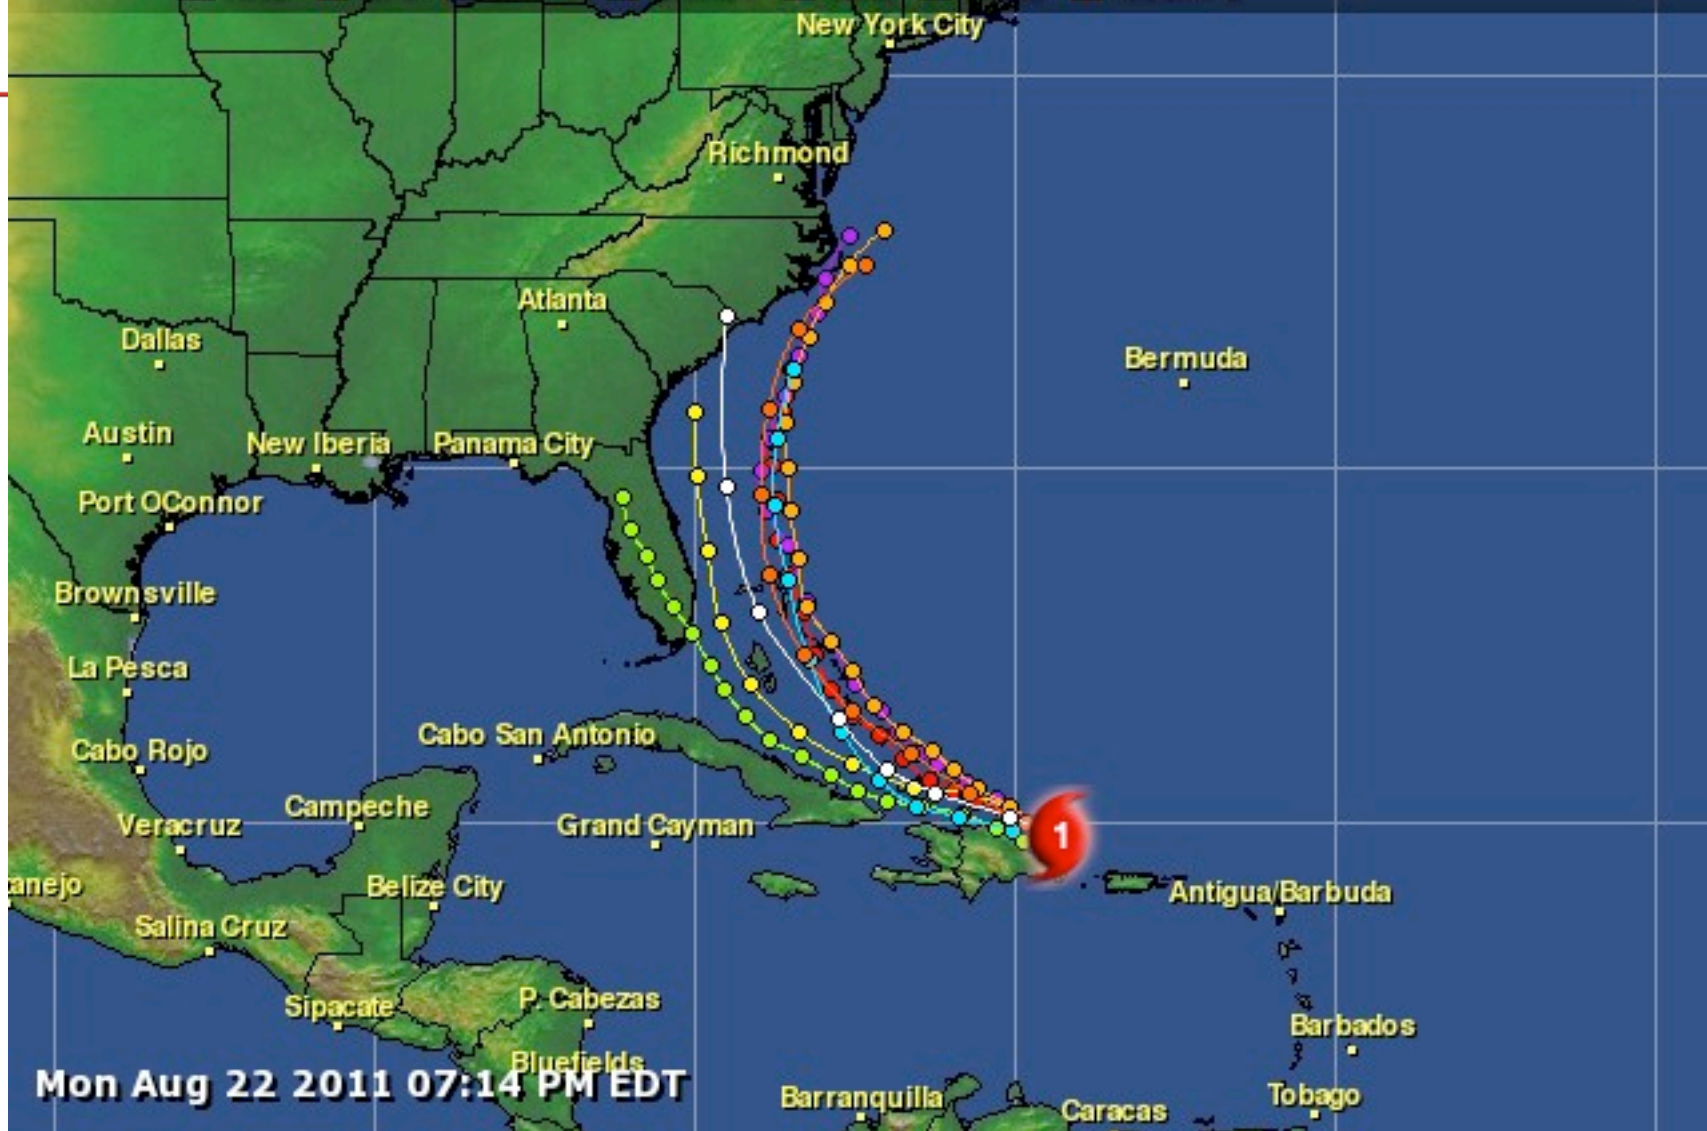 New York City
Richmond
Atlanta
Dallas
Bermuda
Austin
New Iberia
Panama City
Port OConnor
Brownsville
La Pesca
Cabo San Antonio
Cabo Rojo
Campeche
Veracruz
Grand Cayman
1
anejo
Belize City
Antigua/Barbuda
Salina Cruz
Sipacate
P. Cabezas
Barbados
Bluefields
Mon Aug 22 2011 07:14 PM EDT
Barranquilla
Caracas
Tobago